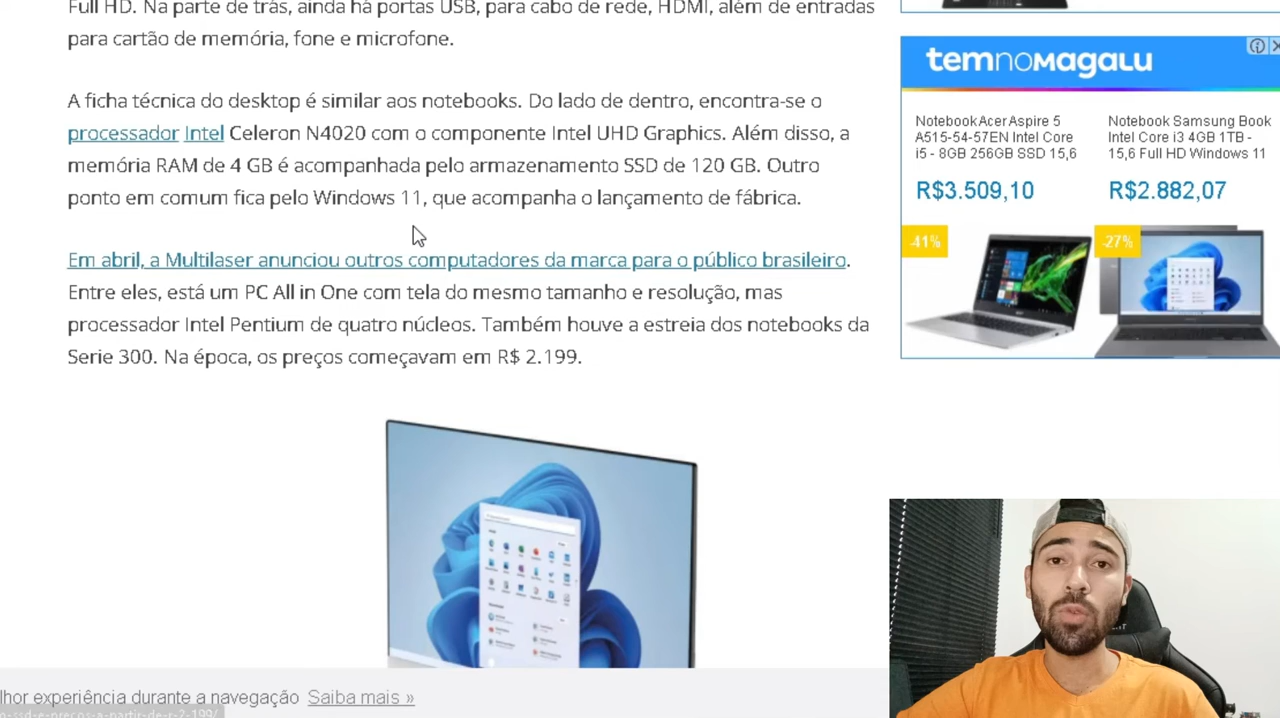 Full HD. Na parte de trás, ainda há portas USB, para cabo de rede, HDMI, além de entradas
para cartão de memória, fone e microfone.
A ficha técnica do desktop é similar aos notebooks. Do lado de dentro, encontra-se o
processador Intel Celeron N4020 com o componente Intel UHD Graphics. Além disso, a
memória RAM de 4 GB é acompanhada pelo armazenamento SSD de 120 GB. Outro
ponto em comum fica pelo Windows 11, que acompanha o lançamento de fábrica.
Em abril, a Multilaser anunciou outros computadores da marca para o público brasileiro.
Entre eles, está um PC All in One com tela do mesmo tamanho e resolução, mas
processador Intel Pentium de quatro núcleos. Também houve a estreia dos notebooks da
Serie 300. Na época, os preços começavam em R$ 2.199.
temnomagalu
Notebook Acer Aspire 5
A515-54-57EN Intel Core
i5 - 8GB 256GB SSD 15,6
R$3.509,10
-41%
Notebook Samsung Book
Intel Core i3 4GB 1TB -
15,6 Full HD Windows 11
R$2.882,07
-27%
lhor experiência durante navegação Saiba mais »